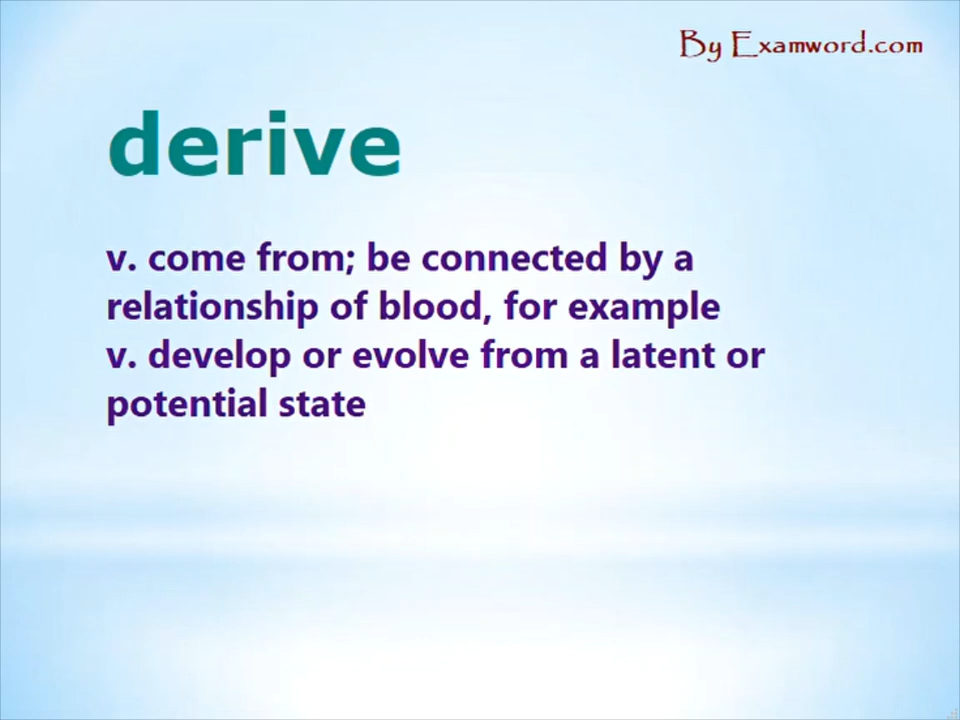 By Examword.com
derive
v. come from; be connected by a
relationship of blood, for example
v. develop or evolve from a latent or
potential state